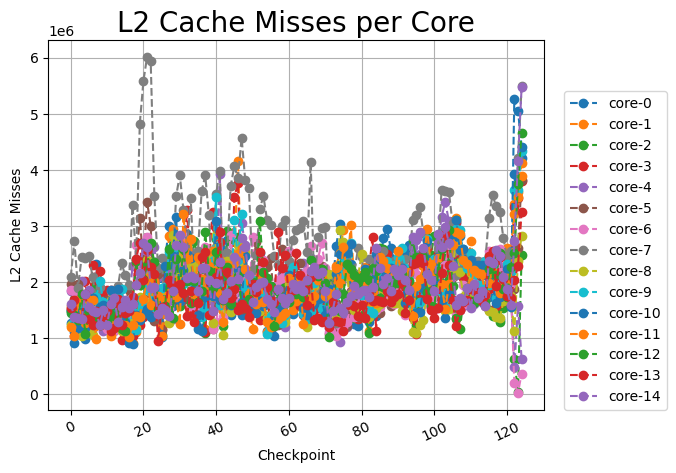 L2 Cache Misses per Core
1e6
6
5
4
3
2
1
0
L2 Cache Misses
0 20 40 60 80 100 120
Checkpoint
core-0
core-1
core-2
core-3
core-4
core-5
core-6
core-7
core-8
core-9
core-10
core-11
core-12
core-13
core-14